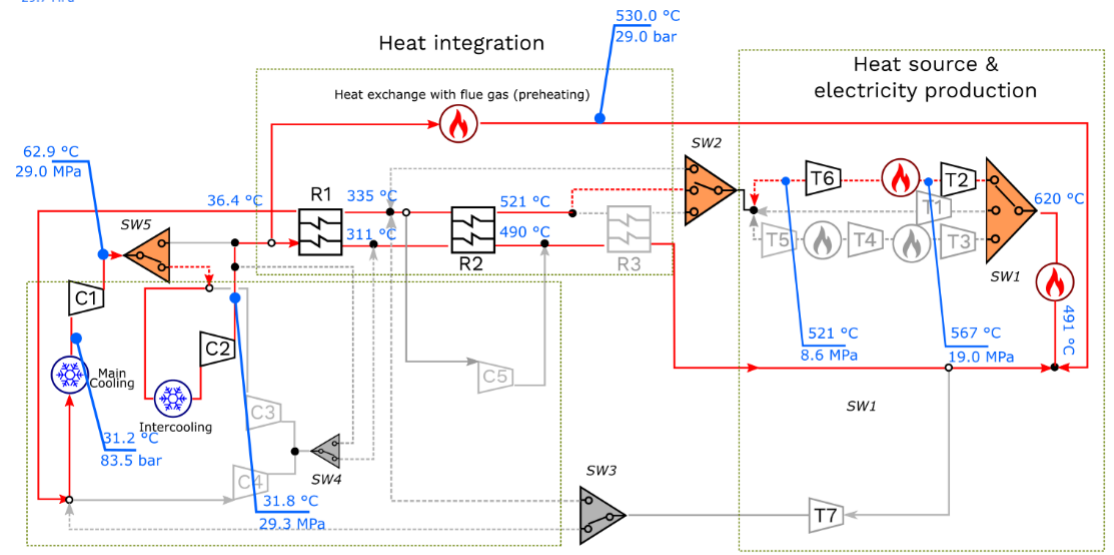 29.7 MPa
530.0 °C
29.0 bar
Heat integration
Heat source &
electricity production
Heat exchange with flue gas (preheating)
SW2
62.9 °C
29.0 MPa
36.4 °C
R1
335 °C
521 °C
T6
T2
620 °C
SW5
T1
311 °C
490 °C
R2
R3
T5
T4
T3
SW1
C1
491 °C
C2
521 °C
8.6 MPa
567 °C
19.0 MPa
Main
Cooling
C5
Intercooling
C3
SW1
31.2 °C
83.5 bar
SW4
C4
SW3
31.8 °C
29.3 MPa
T7